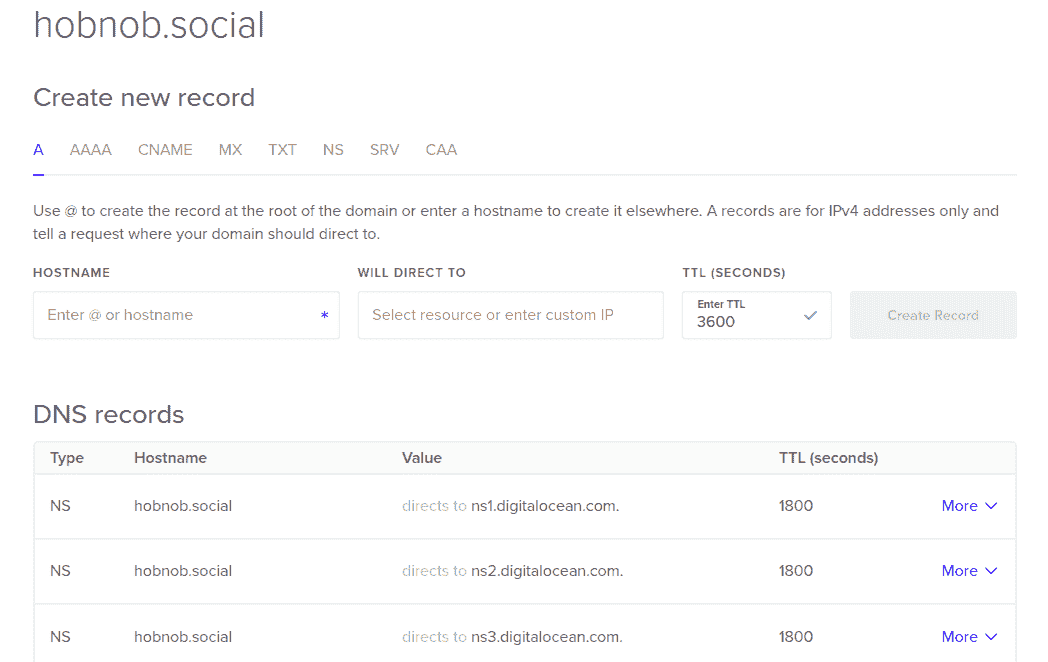 hobnob.social
Create new record
A AAAA CNAME MX TXT NS SRV CAA
Use @ to create the record at the root of the domain or enter a hostname to create it elsewhere. A records are for IPv4 addresses only and
tell a request where your domain should direct to.
HOSTNAME WILL DIRECT TO TTL (SECONDS)
Enter @ or hostname * Select resource or enter custom IP Enter TTL 3600 Create Record
DNS records
Type Hostname Value TTL (seconds)
NS hobnob.social directs to ns1.digitalocean.com. 1800 More
NS hobnob.social directs to ns2.digitalocean.com. 1800 More
NS hobnob.social directs to ns3.digitalocean.com. 1800 More